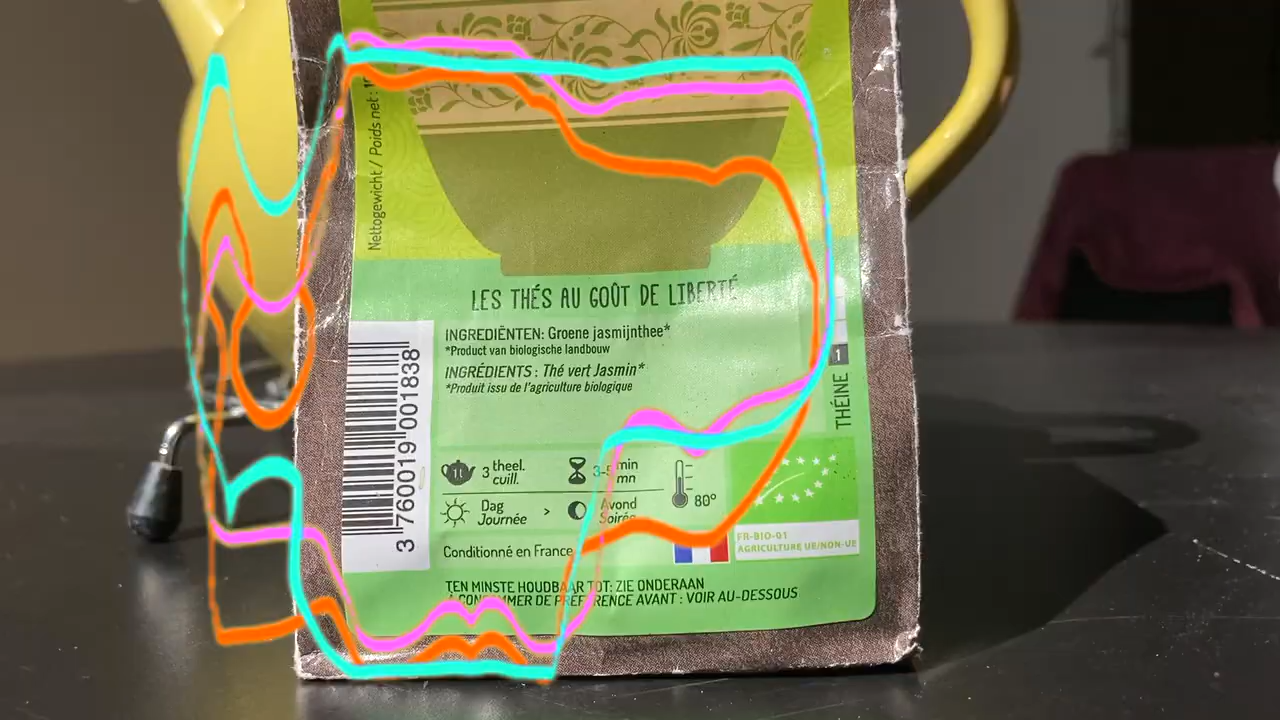 Nettogewicht / Poids net :
LES THÉS AU GOÛT DE LIBERTÉ
INGREDIËNTEN: Groene jasmijnthee*
*Product van biologische landbouw
INGRÉDIENTS : Thé vert Jasmin*
*Produit issu de l'agriculture biologique
1
THÉINE
3 760019 001838
1l
3 theel.
cuill.
3-5 min
mn
80°
Dag
Journée
>
Avond
Soirée
Conditionné en France
FR-BIO-01
AGRICULTURE UE/NON-UE
TEN MINSTE HOUDBAAR TOT: ZIE ONDERAAN
À CONSOMMER DE PRÉFÉRENCE AVANT : VOIR AU-DESSOUS